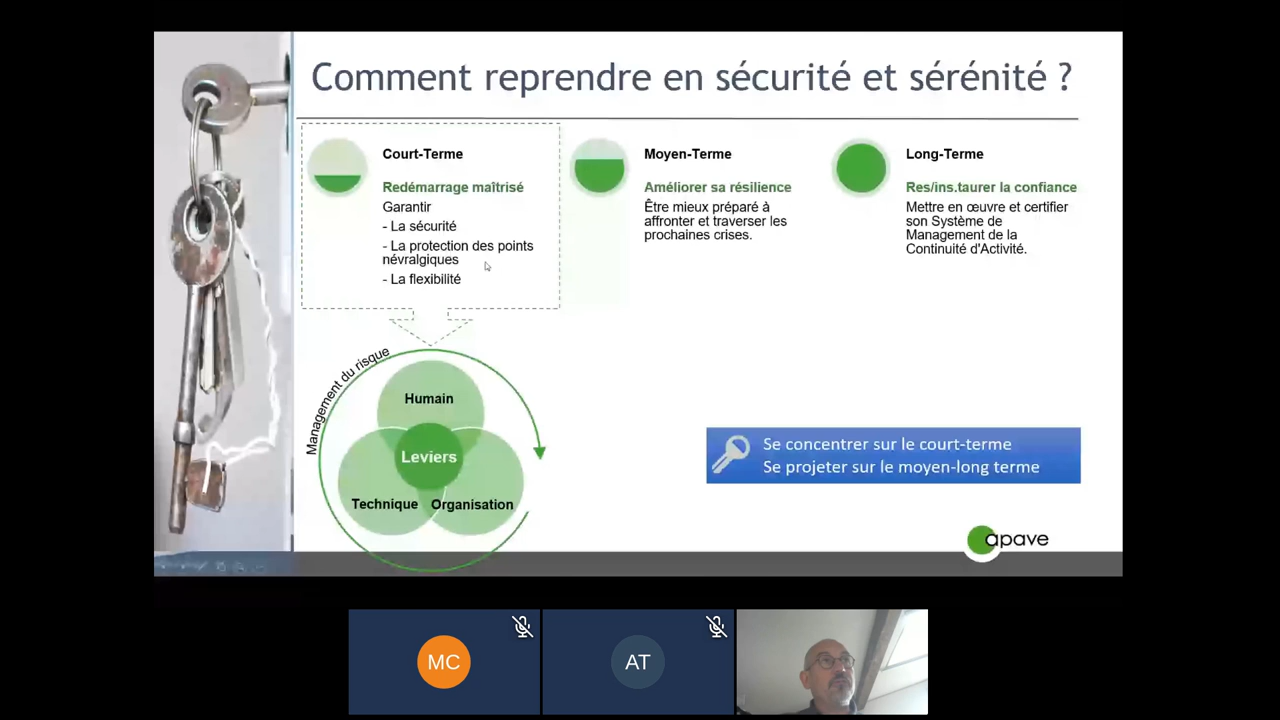 Comment reprendre en sécurité et sérénité ?
Court-Terme
Redémarrage maîtrisé
Garantir
- La sécurité
- La protection des points
névralgiques
- La flexibilité
Moyen-Terme
Améliorer sa résilience
Être mieux préparé à
affronter et traverser les
prochaines crises.
Long-Terme
Res/ins.taurer la confiance
Mettre en œuvre et certifier
son Système de
Management de la
Continuité d'Activité.
Management du risque
Humain
Leviers
Technique
Organisation
Se concentrer sur le court-terme
Se projeter sur le moyen-long terme
apave
MC
AT